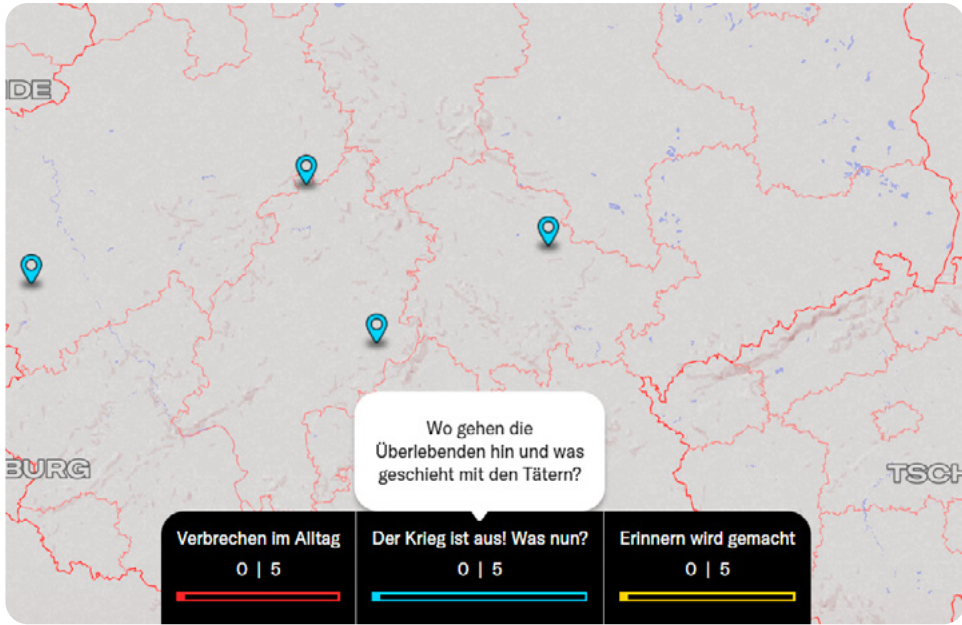 DE
Wo gehen die
Überlebenden hin und was
geschieht mit den Tätern?
BURG
TSCH
Verbrechen im Alltag
Der Krieg ist aus! Was nun?
Erinnern wird gemacht
0 | 5
0 | 5
0 | 5